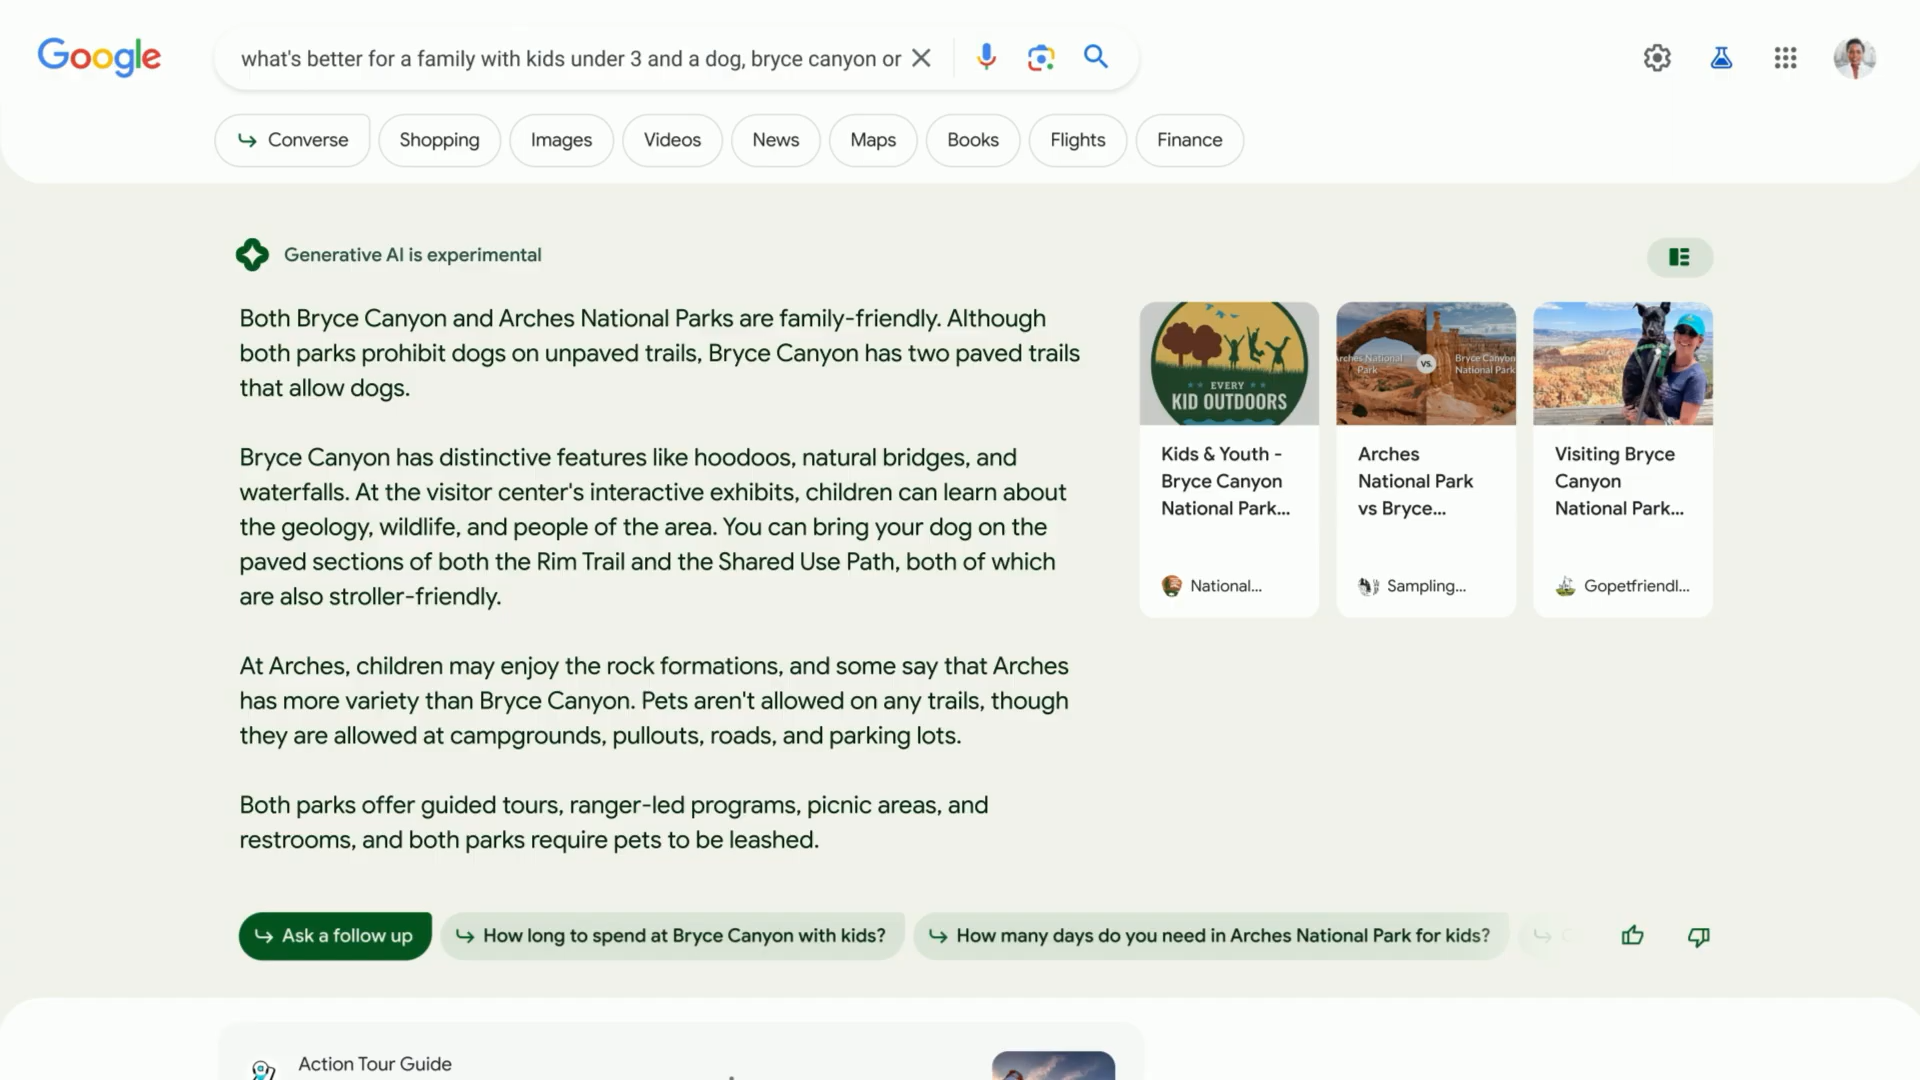 Google
what's better for a family with kids under 3 and a dog, bryce canyon or
Converse
Shopping
Images
Videos
News
Maps
Books
Flights
Finance
Generative AI is experimental
Both Bryce Canyon and Arches National Parks are family-friendly. Although
both parks prohibit dogs on unpaved trails, Bryce Canyon has two paved trails
that allow dogs.
Bryce Canyon has distinctive features like hoodoos, natural bridges, and
waterfalls. At the visitor center's interactive exhibits, children can learn about
the geology, wildlife, and people of the area. You can bring your dog on the
paved sections of both the Rim Trail and the Shared Use Path, both of which
are also stroller-friendly.
At Arches, children may enjoy the rock formations, and some say that Arches
has more variety than Bryce Canyon. Pets aren't allowed on any trails, though
they are allowed at campgrounds, pullouts, roads, and parking lots.
Both parks offer guided tours, ranger-led programs, picnic areas, and
restrooms, and both parks require pets to be leashed.
EVERY
KID OUTDOORS
Kids & Youth -
Bryce Canyon
National Park...
National...
Arches National
Park
VS.
Bryce Canyon
National Park
Arches
National Park
vs Bryce...
Sampling...
Visiting Bryce
Canyon
National Park...
Gopetfriendl...
Ask a follow up
How long to spend at Bryce Canyon with kids?
How many days do you need in Arches National Park for kids?
Action Tour Guide